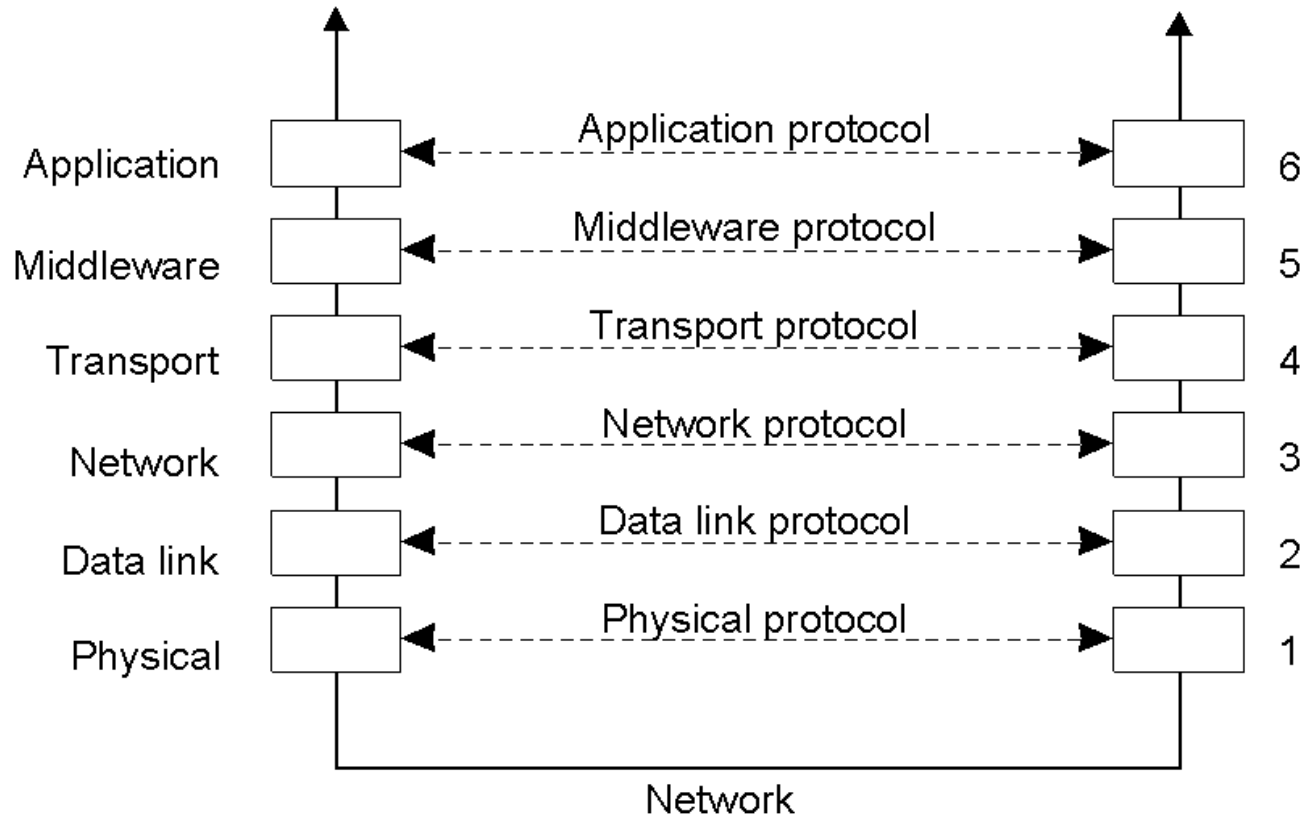 Application protocol
Application
6
Middleware protocol
Middleware
5
Transport protocol
Transport
4
Network protocol
Network
3
Data link protocol
Data link
2
Physical protocol
Physical
1
Network